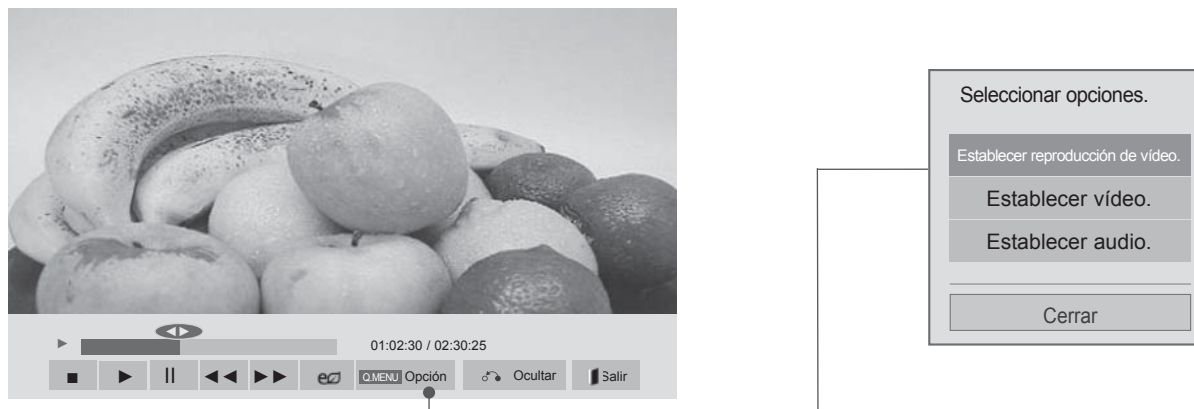 01:02:30 / 02:30:25
Q.MENU Opción
Ocultar
Salir
Seleccionar opciones.
Establecer reproducción de vídeo.
Establecer vídeo.
Establecer audio.
Cerrar